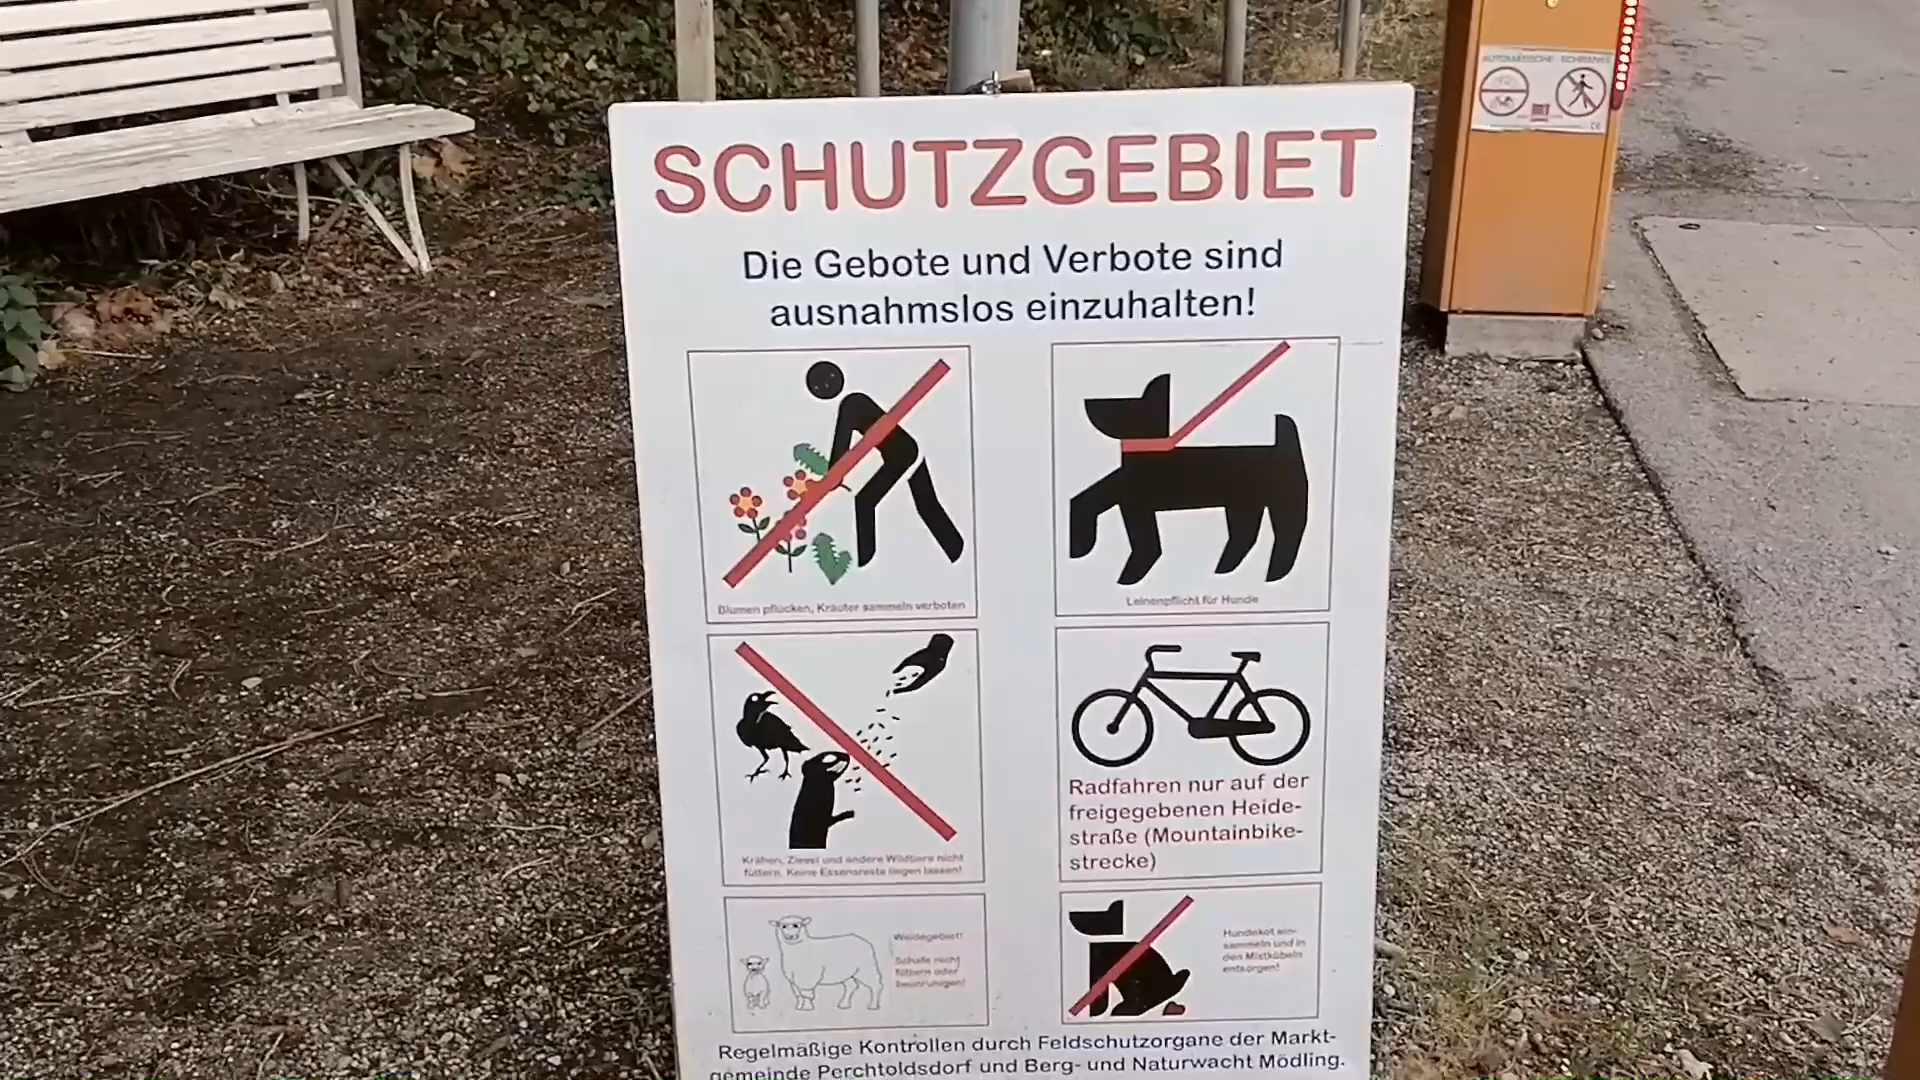 AUTOMATISCHE SCHRANKE
SCHUTZGEBIET
Die Gebote und Verbote sind
ausnahmslos einzuhalten!
Blumen pflücken, Kräuter sammeln verboten
Leinenpflicht für Hunde
Krähen, Ziesel und andere Wildtiere nicht
füttern. Keine Essensreste liegen lassen!
Radfahren nur auf der
freigegebenen Heide-
straße (Mountainbike-
strecke)
Weidegebiet!
Schafe nicht
füttern oder
beunruhigen!
Hundekot ein-
sammeln und in
den Mistkübeln
entsorgen!
Regelmäßige Kontrollen durch Feldschutzorgane der Markt-
gemeinde Perchtoldsdorf und Berg- und Naturwacht Mödling.